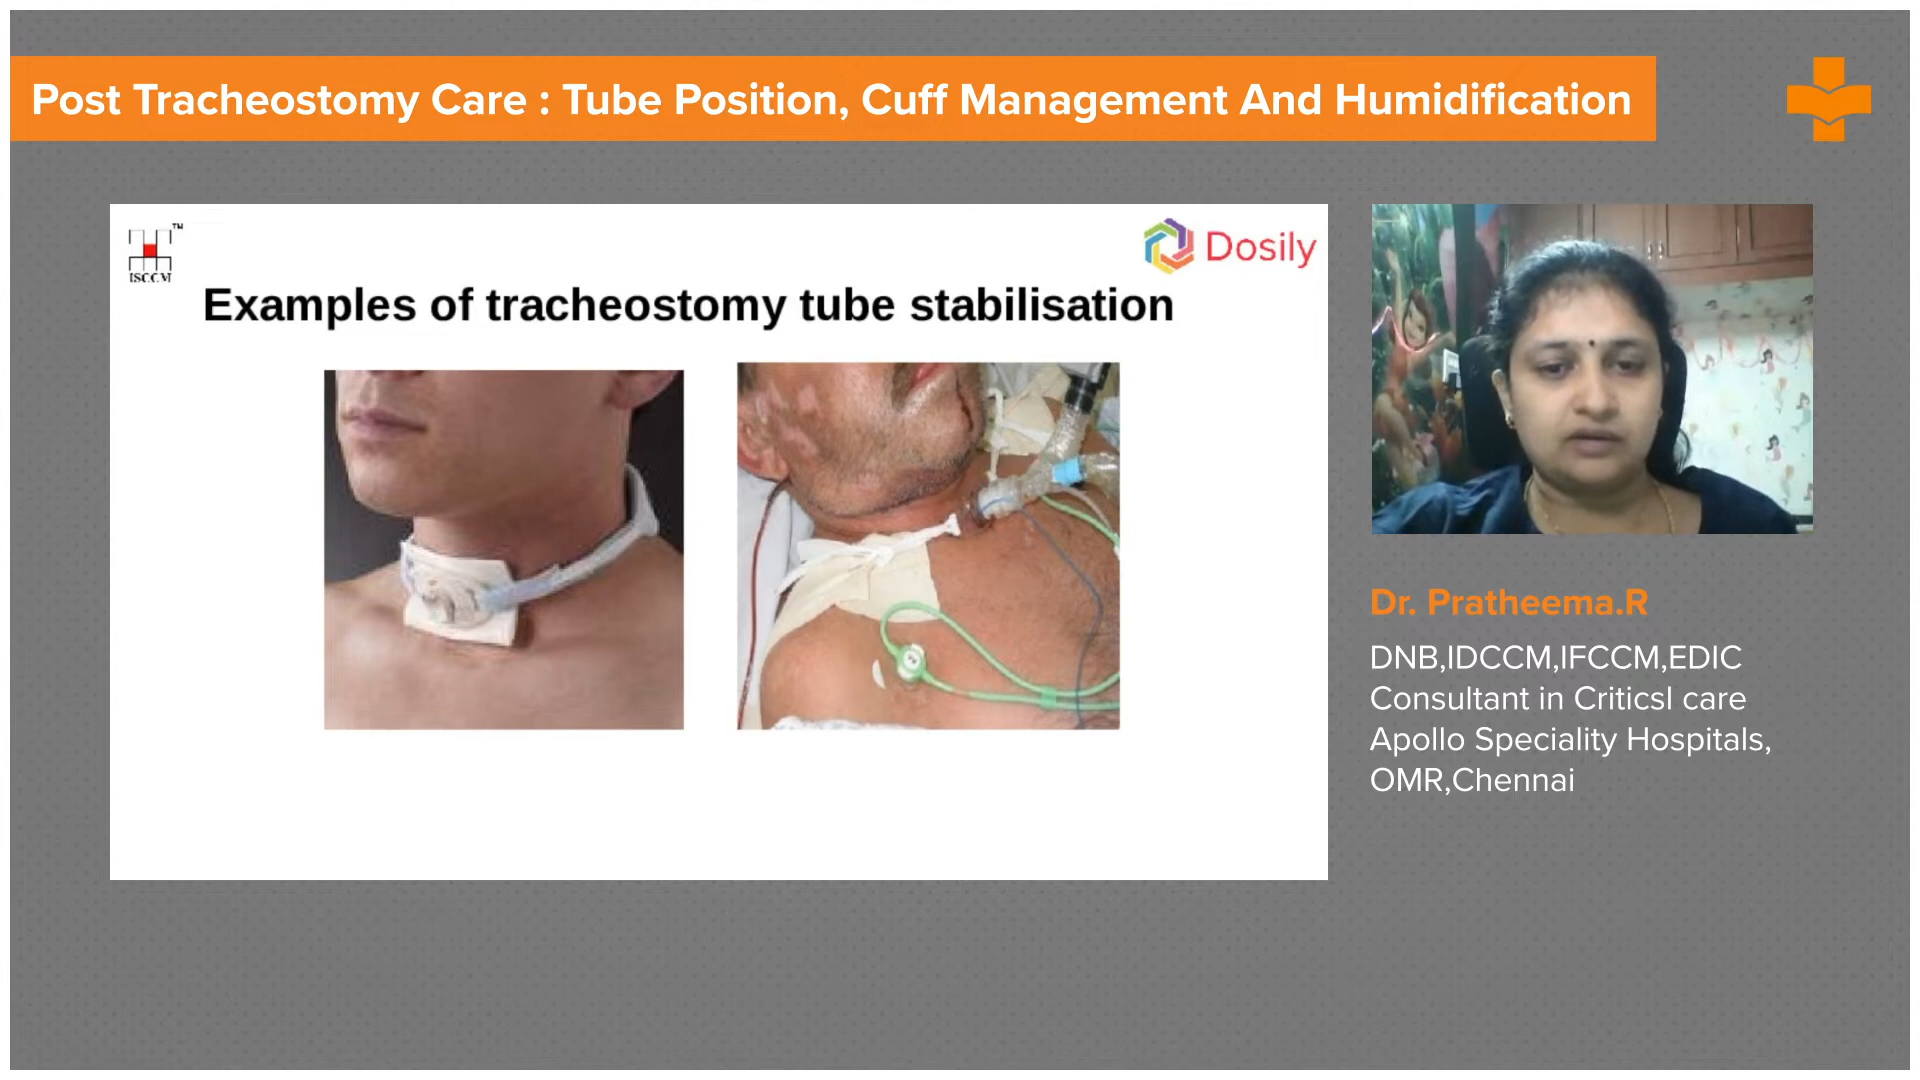 Post Tracheostomy Care : Tube Position, Cuff Management And Humidification
TM
ISCCM
Dosily
Examples of tracheostomy tube stabilisation
Dr. Pratheema.R
DNB,IDCCM,IFCCM,EDIC
Consultant in Criticsl care
Apollo Speciality Hospitals,
OMR,Chennai